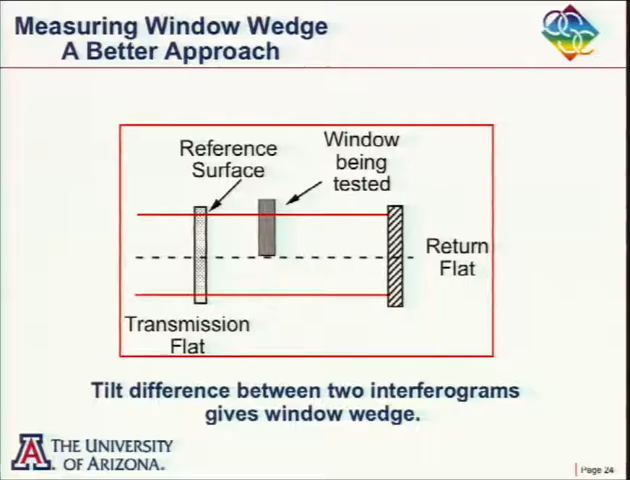 Measuring Window Wedge
A Better Approach
Reference
Surface
Window
being
tested
Return
Flat
Transmission
Flat
Tilt difference between two interferograms
gives window wedge.
A
THE UNIVERSITY
OF ARIZONA.
Page 24